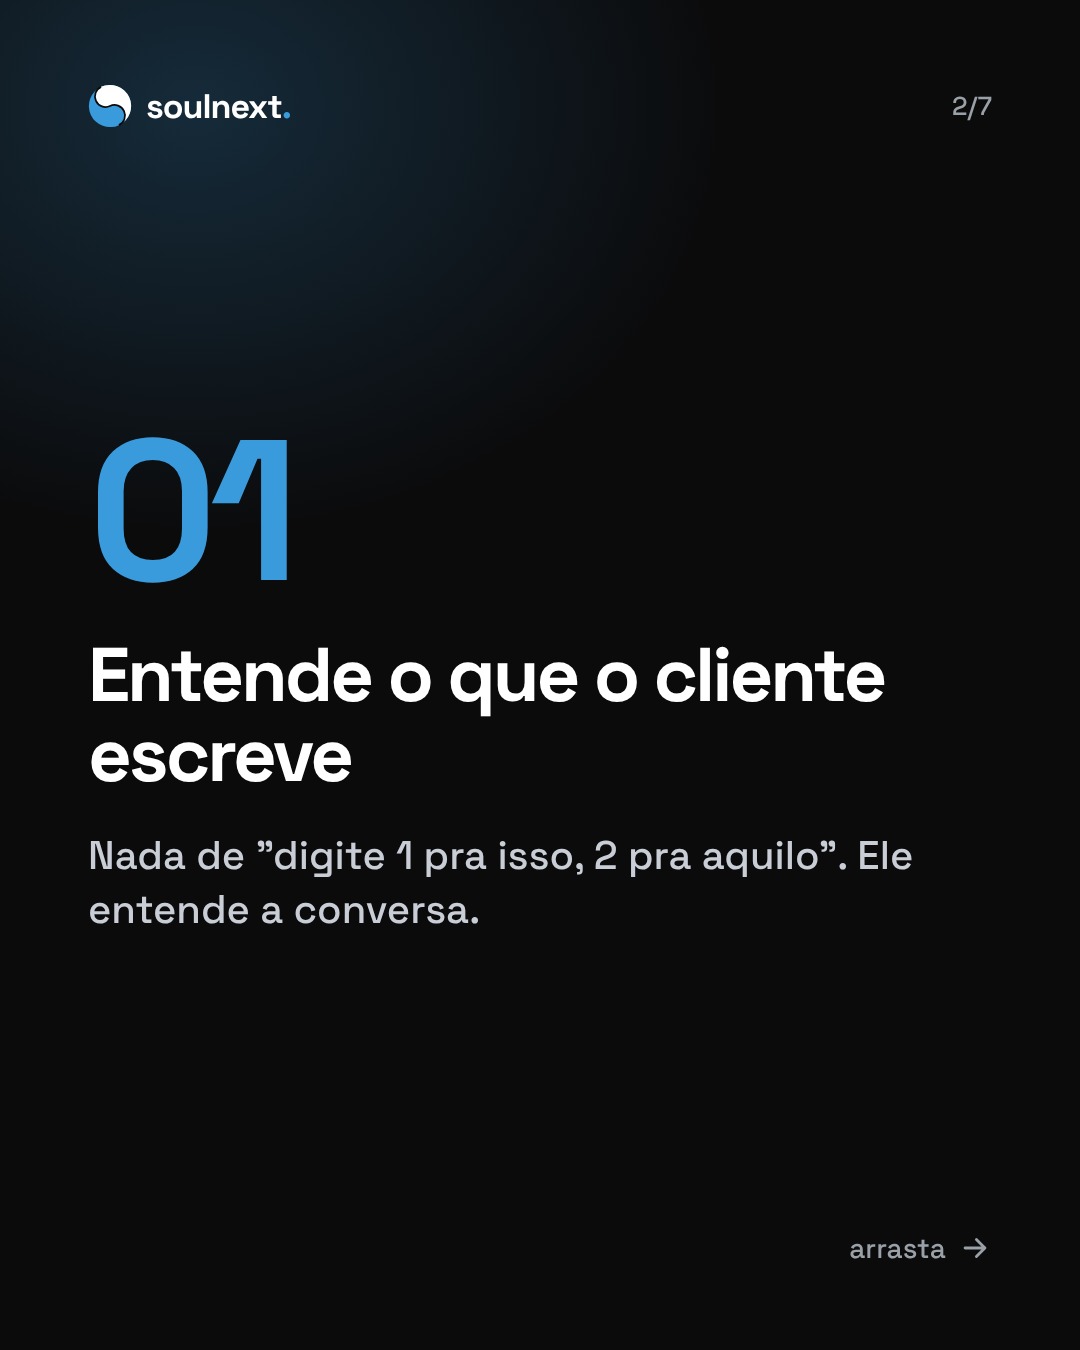 soulnext.
2/7
01
Entende o que o cliente
escreve
Nada de ”digite 1 pra isso, 2 pra aquilo”. Ele
entende a conversa.
arrasta →